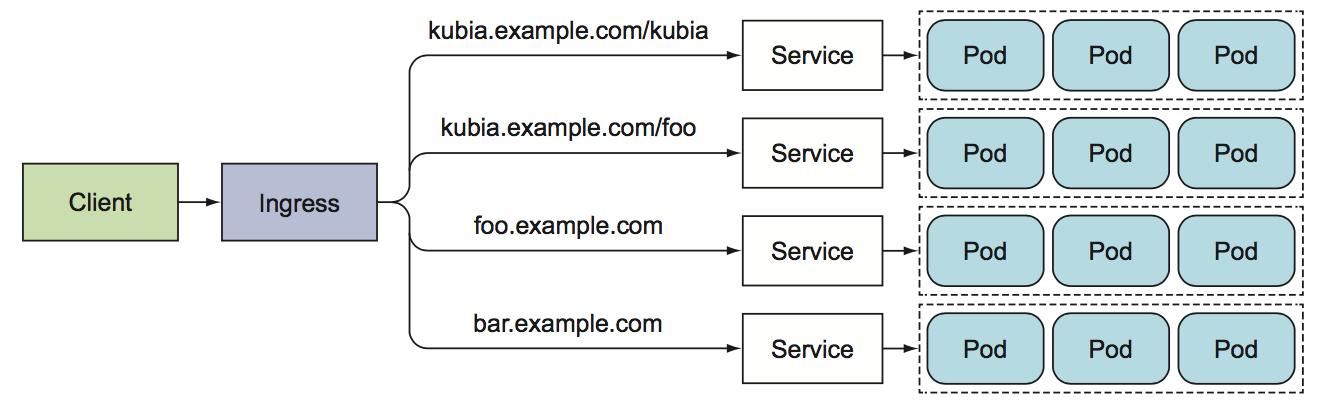 Client
Ingress
kubia.example.com/kubia
Service
Pod Pod Pod
kubia.example.com/foo
Service
Pod Pod Pod
foo.example.com
Service
Pod Pod Pod
bar.example.com
Service
Pod Pod Pod